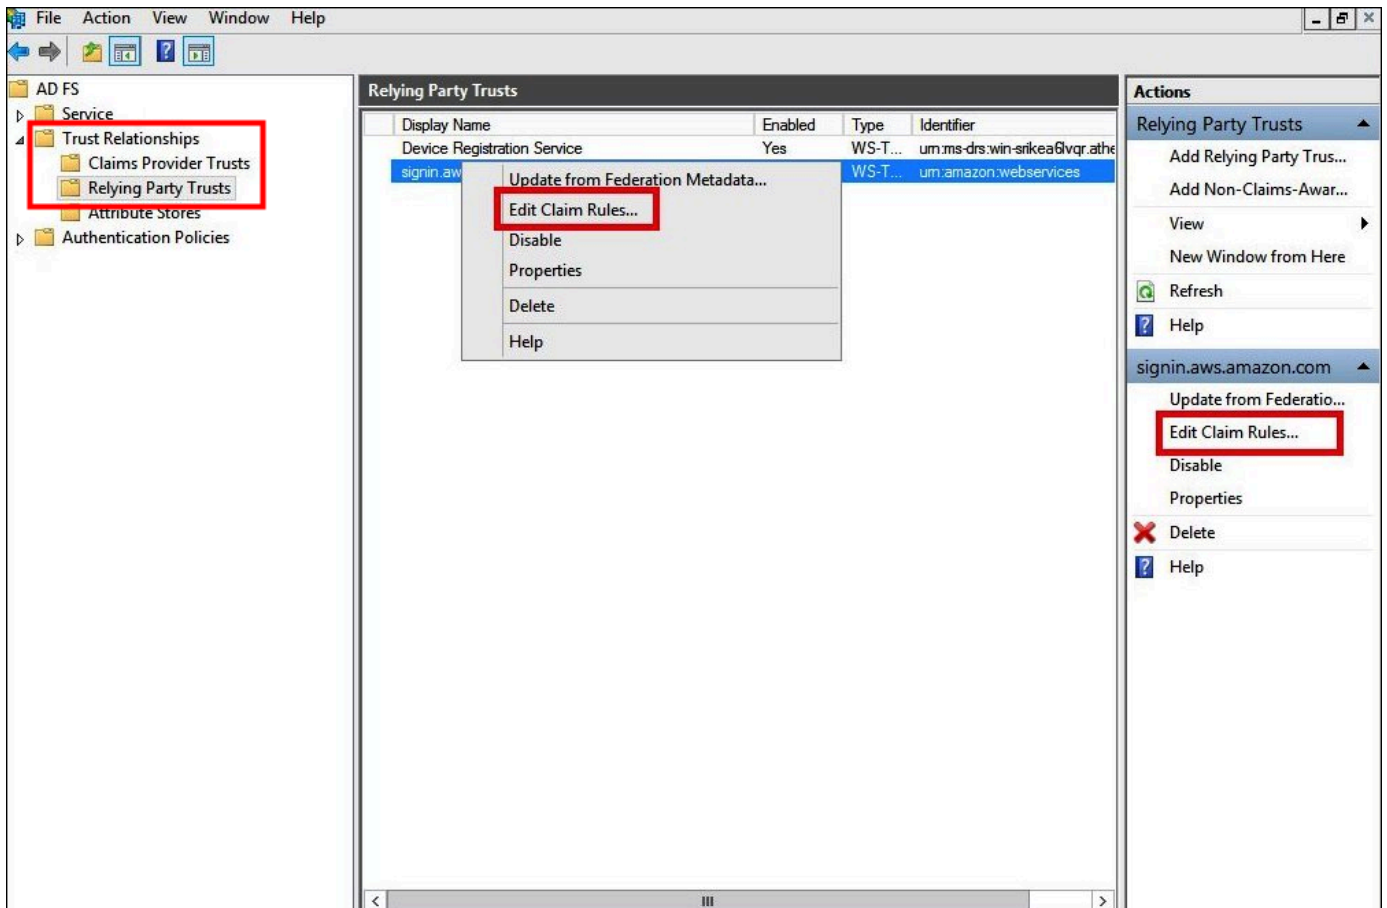 File Action View Window Help
AD FS
Service
Trust Relationships
Claims Provider Trusts
Relying Party Trusts
Attribute Stores
Authentication Policies
Relying Party Trusts
Display Name Enabled Type Identifier
Device Registration Service Yes WS-T... urn:ms-drs:win-srikea6lvqr.athe
signin.aw WS-T... urn:amazon:webservices
Update from Federation Metadata...
Edit Claim Rules...
Disable
Properties
Delete
Help
Actions
Relying Party Trusts
Add Relying Party Trus...
Add Non-Claims-Awar...
View
New Window from Here
Refresh
Help
signin.aws.amazon.com
Update from Federatio...
Edit Claim Rules...
Disable
Properties
Delete
Help